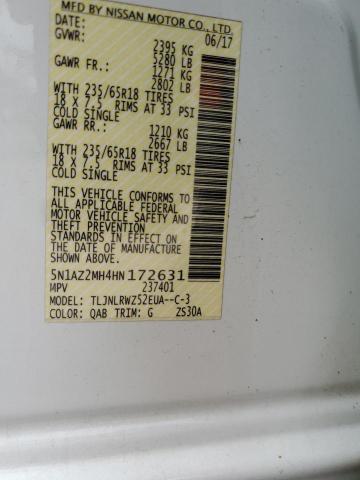 MFD BY NISSAN MOTOR CO., LTD.
DATE: 06/17
GVWR: 2395 KG
5280 LB
GAWR FR.: 1271 KG
2802 LB
WITH 235/65R18 TIRES
18 X 7.5 RIMS AT 33 PSI
COLD SINGLE
GAWR RR.: 1210 KG
2667 LB
WITH 235/65R18 TIRES
18 X 7.5 RIMS AT 33 PSI
COLD SINGLE
THIS VEHICLE CONFORMS TO
ALL APPLICABLE FEDERAL
MOTOR VEHICLE SAFETY AND
THEFT PREVENTION
STANDARDS IN EFFECT ON
THE DATE OF MANUFACTURE
SHOWN ABOVE.
5N1AZ2MH4HN172631
MPV 237401
MODEL: TLJNLRWZ52EUA--C-3
COLOR: QAB TRIM: G ZS30A